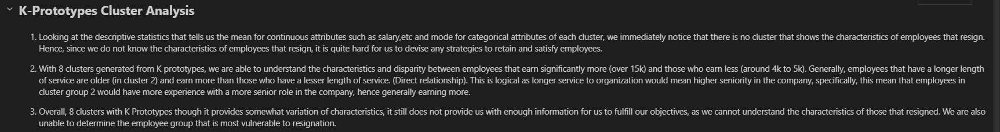 K-Prototypes Cluster Analysis
1. Looking at the descriptive statistics that tells us the mean for continuous attributes such as salary,etc and mode for categorical attributes of each cluster, we immediately notice that there is no cluster that shows the characteristics of employees that resign.
Hence, since we do not know the characteristics of employees that resign, it is quite hard for us to devise any strategies to retain and satisfy employees.
2. With 8 clusters generated from K prototypes, we are able to understand the characteristics and disparity between employees that earn significantly more (over 15k) and those who earn less (around 4k to 5k). Generally, employees that have a longer length
of service are older (in cluster 2) and earn more than those who have a lesser length of service. (Direct relationship). This is logical as longer service to organization would mean higher seniority in the company, specifically, this mean that employees in
cluster group 2 would have more experience with a more senior role in the company, hence generally earning more.
3. Overall, 8 clusters with K Prototypes though it provides somewhat variation of characteristics, it still does not provide us with enough information for us to fulfill our objectives, as we cannot understand the characteristics of those that resigned. We are also
unable to determine the employee group that is most vulnerable to resignation.